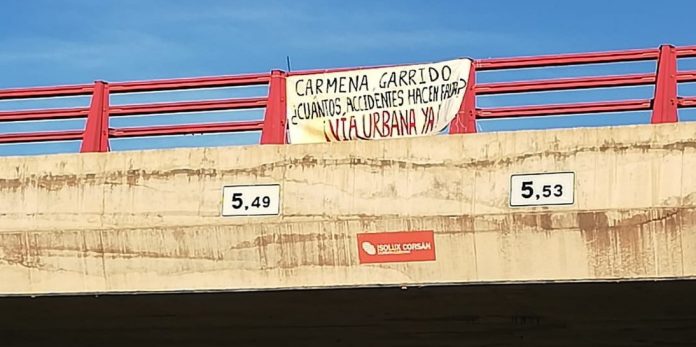 CARMENA, GARRIDO,
¿CUANTOS ACCIDENTES HACEN FALTA?
¡VIA URBANA YA!
5,49
5,53
ISOLUX CORSÁN